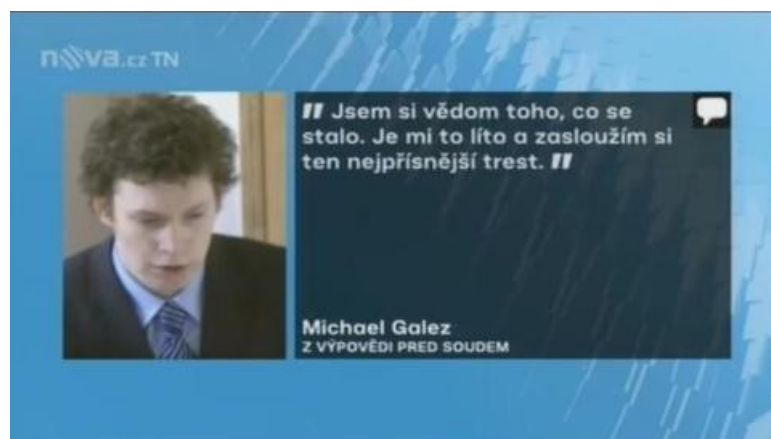 nova.cz TN
" Jsem si vědom toho, co se
stalo. Je mi to líto a zasloužím si
ten nejpřísnější trest. "
Michael Galez
Z VÝPOVĚDI PRED SOUDEM